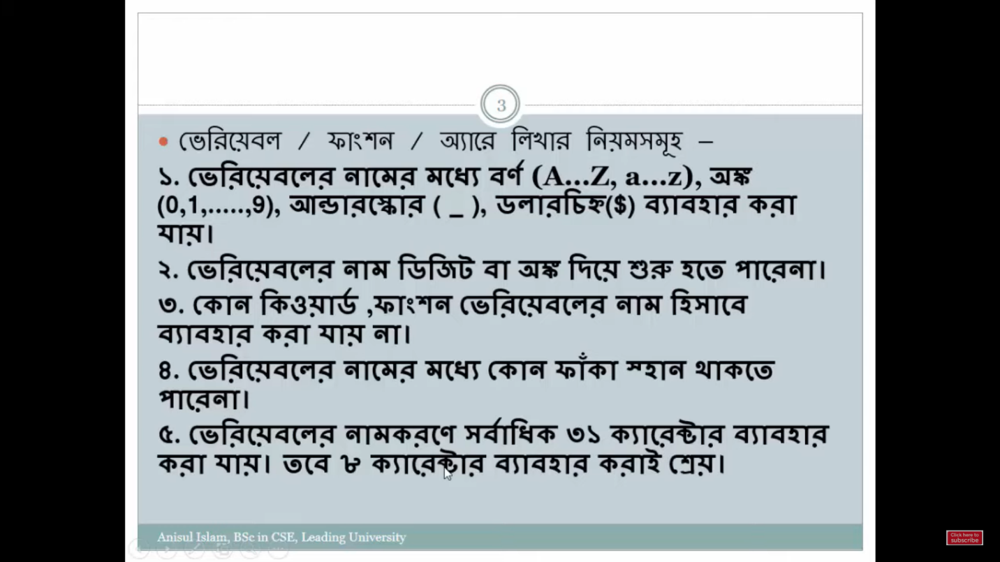 3
• ভেরিয়েবল / ফাংশন / অ্যারে লিখার নিয়মসমূহ –
১. ভেরিয়েবলের নামের মধ্যে বর্ণ (A...Z, a...z), অঙ্ক
(0,1,.....,9), আন্ডারস্কোর ( _ ), ডলারচিহ্ন($) ব্যাবহার করা
যায়।
২. ভেরিয়েবলের নাম ডিজিট বা অঙ্ক দিয়ে শুরু হতে পারেনা।
৩. কোন কিওয়ার্ড ,ফাংশন ভেরিয়েবলের নাম হিসাবে
ব্যাবহার করা যায় না।
৪. ভেরিয়েবলের নামের মধ্যে কোন ফাঁকা স্হান থাকতে
পারেনা।
৫. ভেরিয়েবলের নামকরণে সর্বাধিক ৩১ ক্যারেক্টার ব্যাবহার
করা যায়। তবে ৮ ক্যারেক্টার ব্যাবহার করাই শ্রেয়।
Anisul Islam, BSc in CSE, Leading University
Click here to
subscribe